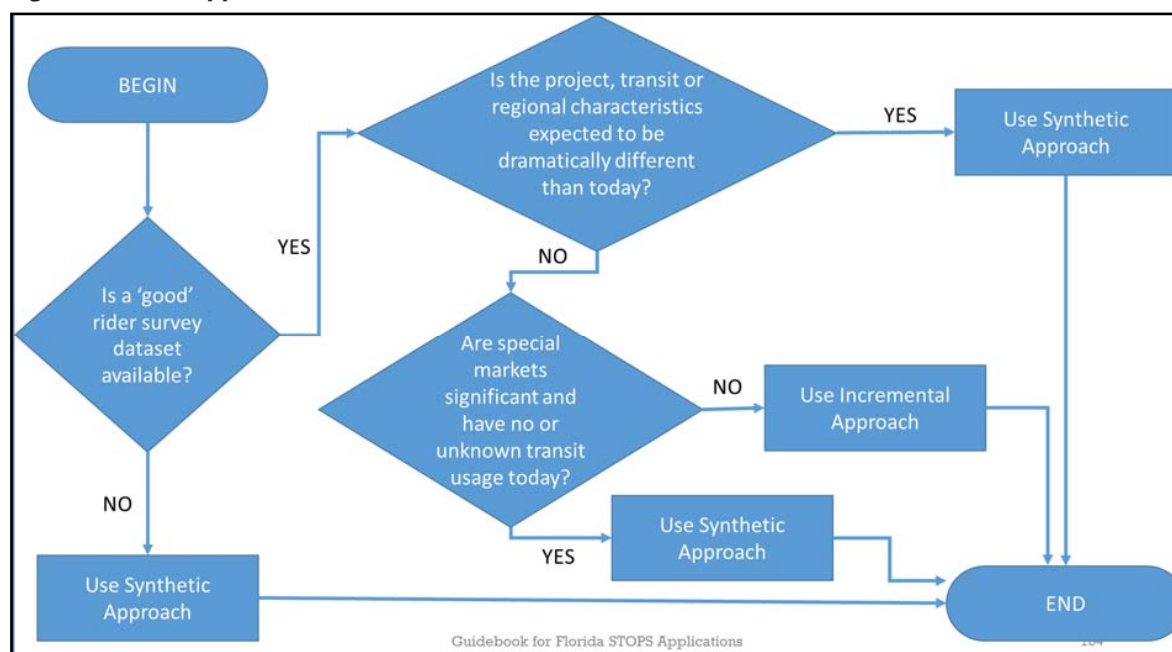 BEGIN
Is the project, transit or
regional characteristics
expected to be
dramatically different
than today?
YES
Use Synthetic
Approach
YES
NO
Is a ‘good’
rider survey
dataset
available?
Are special
markets
significant and
have no or
unknown transit
usage today?
NO
Use Incremental
Approach
NO
YES
Use Synthetic
Approach
Use Synthetic
Approach
END
Guidebook for Florida STOPS Applications